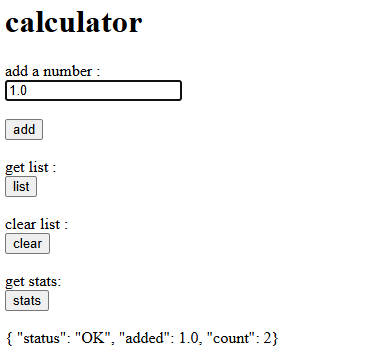 calculator
add a number :
1.0
add
get list :
list
clear list :
clear
get stats:
stats
{ "status": "OK", "added": 1.0, "count": 2}